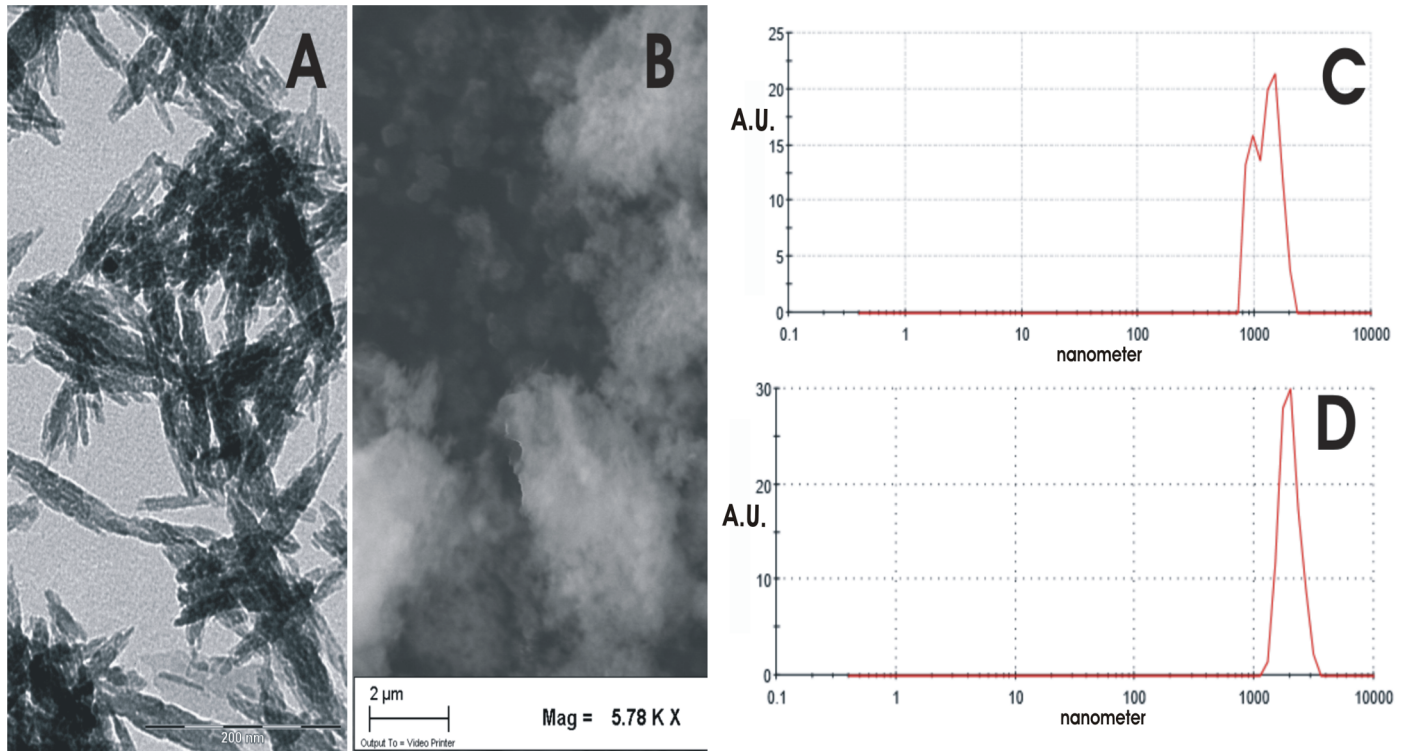 A
200 nm
B
2 µm
Mag = 5.78 K X
Output To = Video Printer
C
25
20
A.U.
15
10
5
0
0.1 1 10 100 1000 10000
nanometer
D
30
20
A.U.
10
0
0.1 1 10 100 1000 10000
nanometer